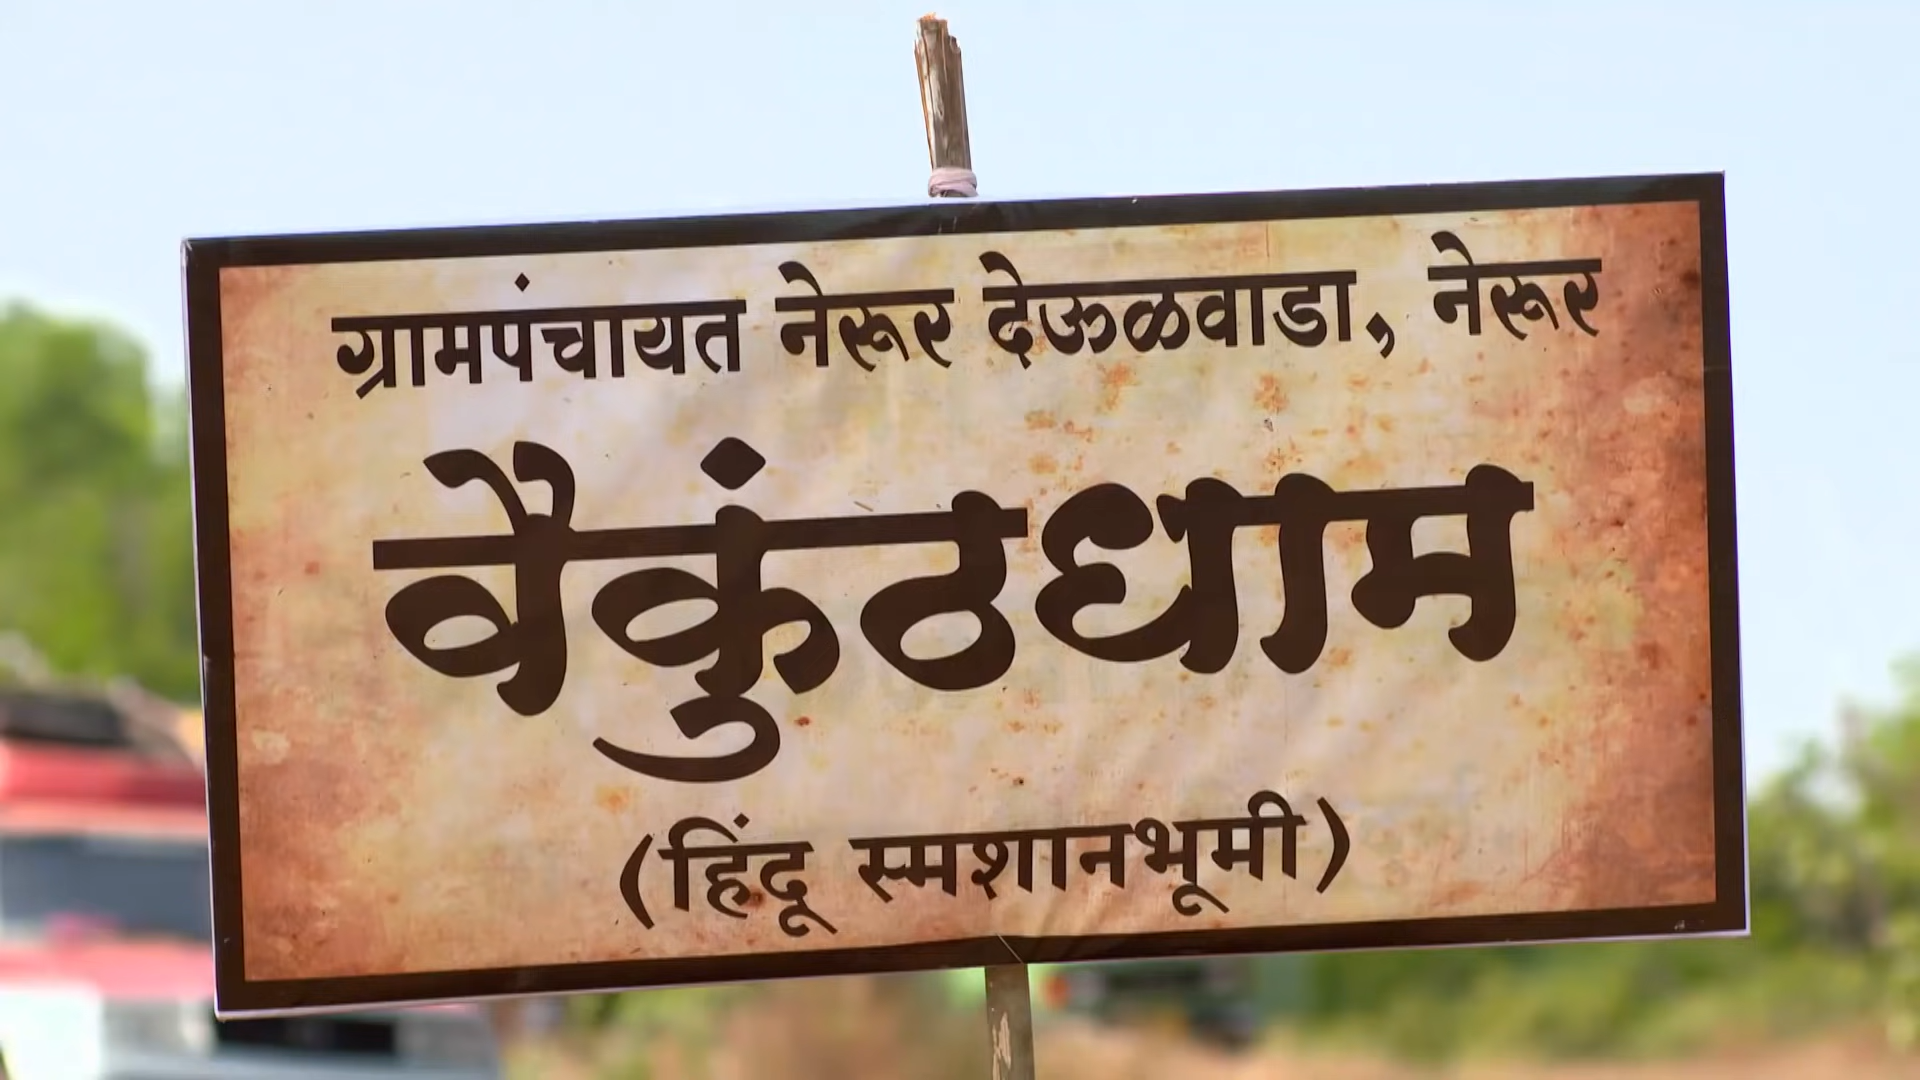 ग्रामपंचायत नेरूर देऊळवाडा, नेरूर
वैकुंठधाम
(हिंदू स्मशानभूमी)